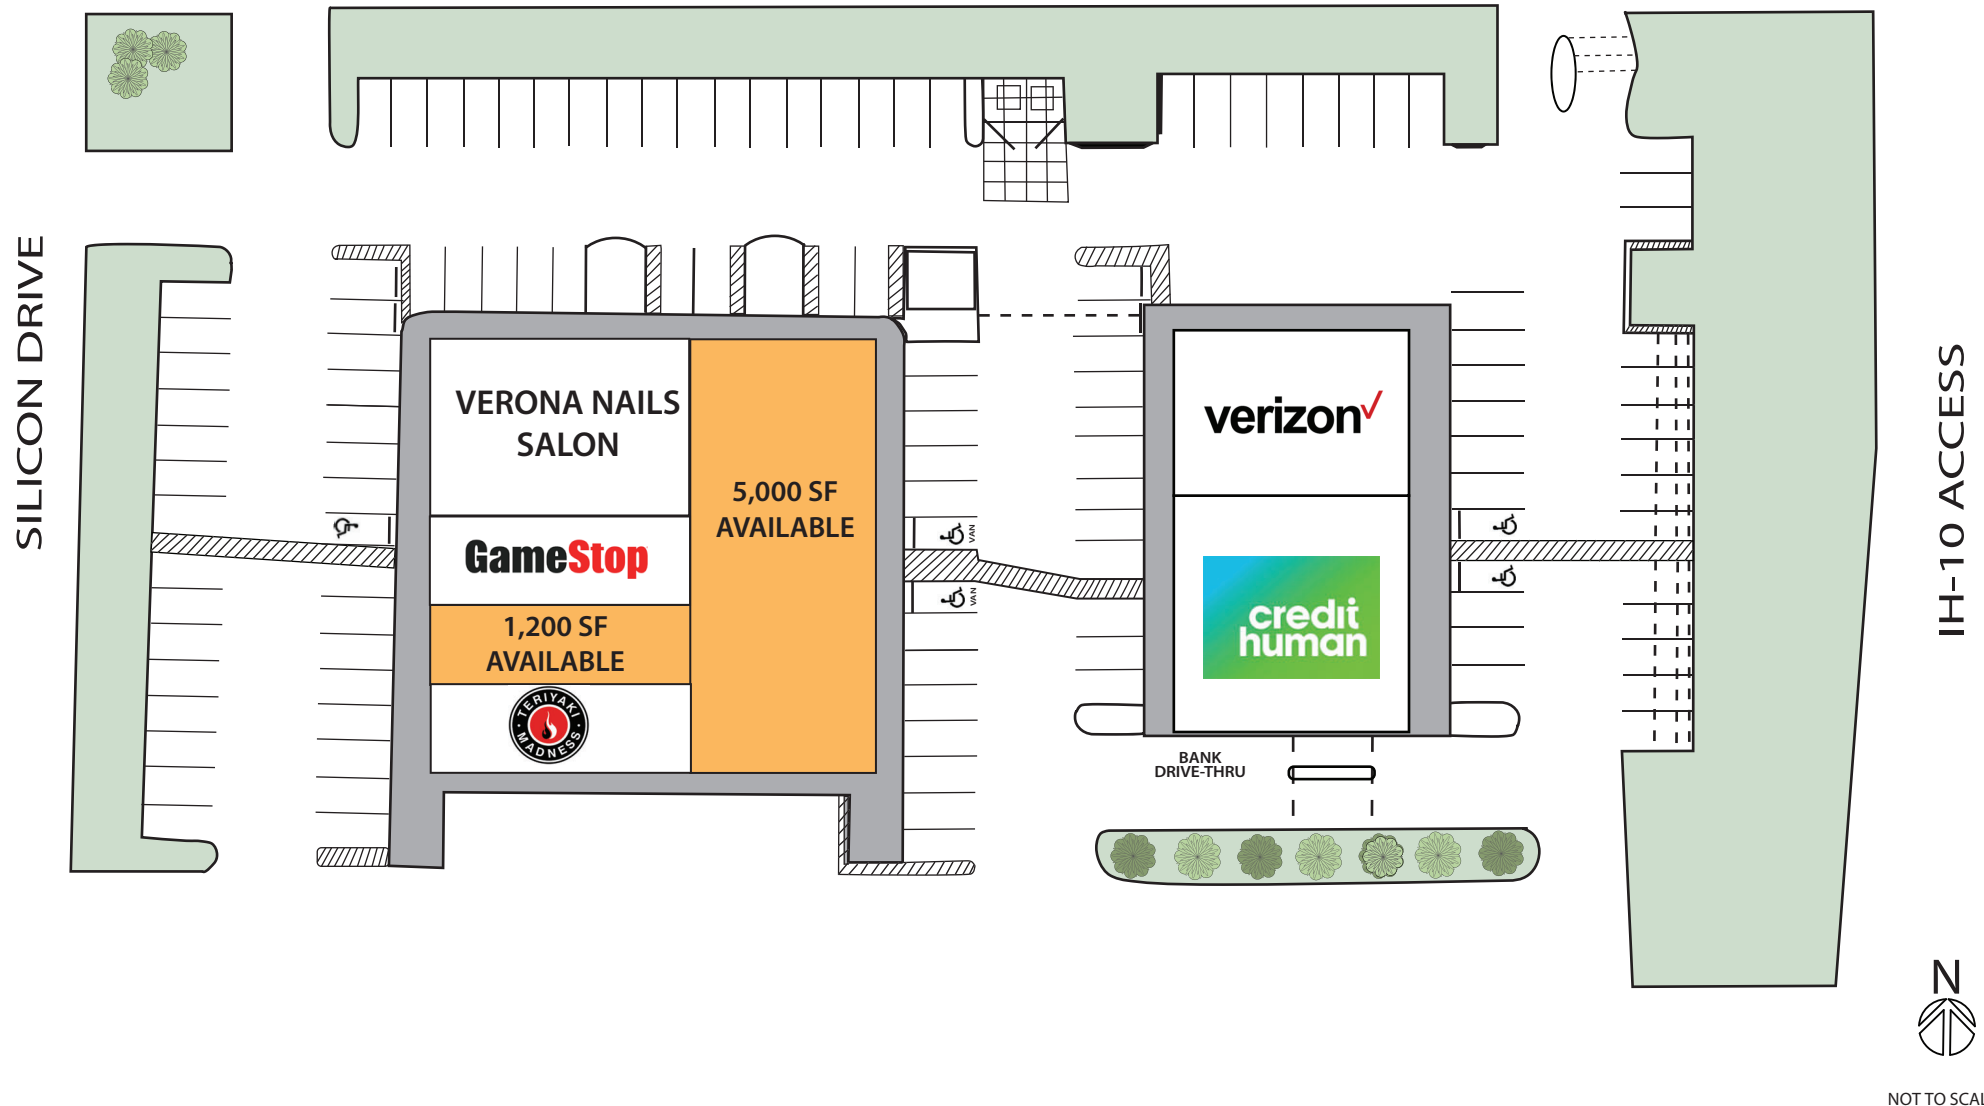 SILICON DRIVE
VERONA NAILS
SALON
5,000 SF
AVAILABLE
GameStop
1,200 SF
AVAILABLE
TERIYAKI
MADNESS
VAN
VAN
verizon
credit
human
BANK
DRIVE-THRU
IH-10 ACCESS
N
NOT TO SCAL